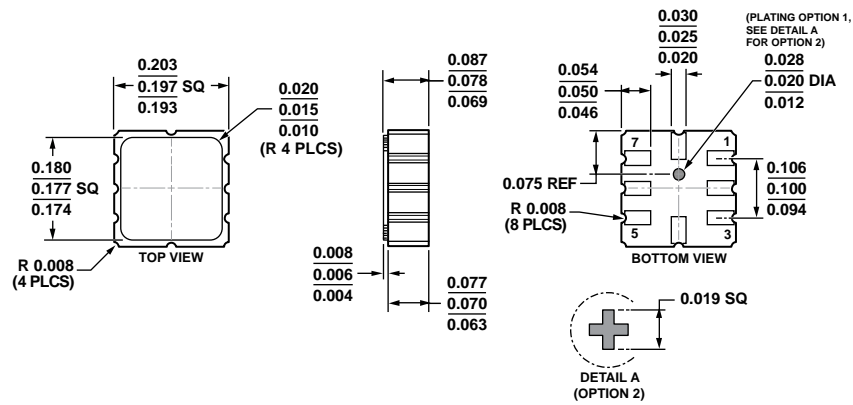 0.203
0.197 SQ
0.193
0.020
0.015
0.010
(R 4 PLCS)
0.180
0.177 SQ
0.174
R 0.008
(4 PLCS)
TOP VIEW
0.087
0.078
0.069
0.008
0.006
0.004
0.077
0.070
0.063
0.030
0.025
0.020
(PLATING OPTION 1,
SEE DETAIL A
FOR OPTION 2)
0.054
0.050
0.046
0.028
0.020 DIA
0.012
7
1
0.075 REF
0.106
0.100
0.094
R 0.008
(8 PLCS)
5
3
BOTTOM VIEW
0.019 SQ
DETAIL A
(OPTION 2)